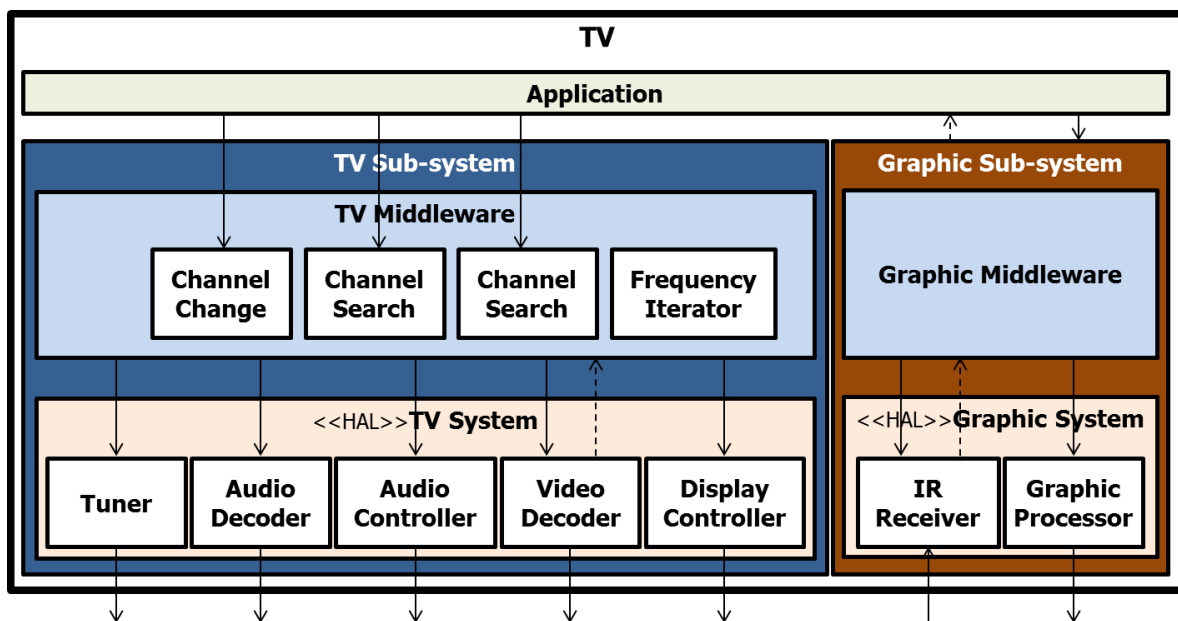 TV
Application
TV Sub-system
Graphic Sub-system
TV Middleware
Channel
Change
Channel
Search
Channel
Search
Frequency
Iterator
Graphic Middleware
<<HAL>>TV System
<<HAL>>Graphic System
Tuner
Audio
Decoder
Audio
Controller
Video
Decoder
Display
Controller
IR
Receiver
Graphic
Processor